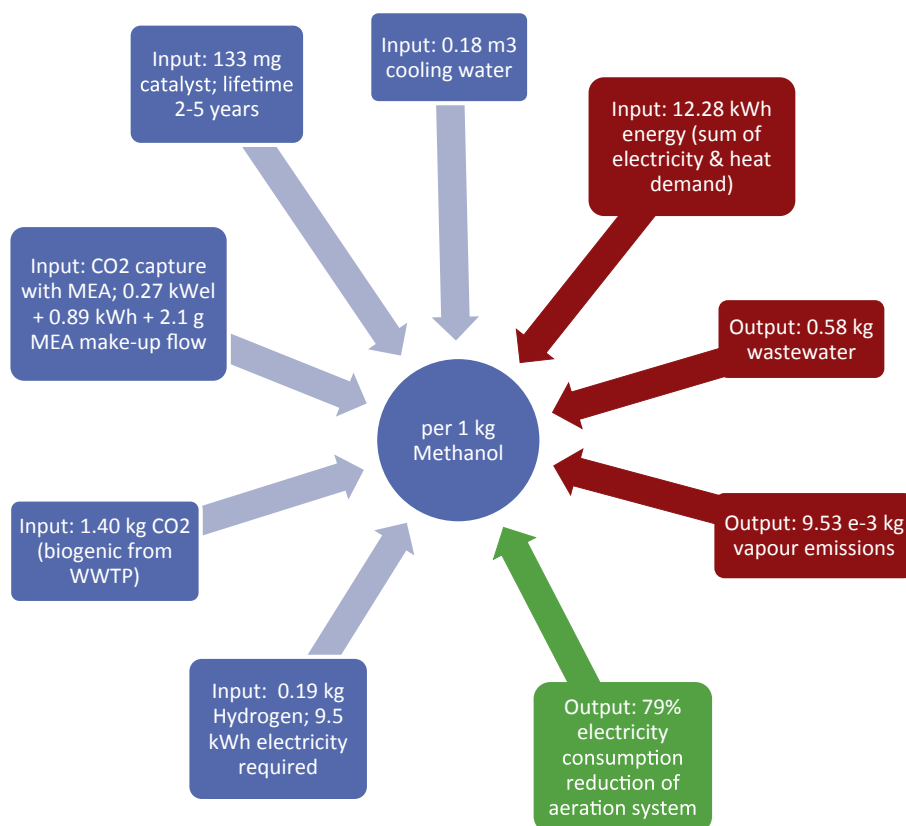 Input: 133 mg
catalyst; lifetime
2-5 years
Input: 0.18 m3
cooling water
Input: 12.28 kWh
energy (sum of
electricity & heat
demand)
Input: CO2 capture
with MEA; 0.27 kWel
+ 0.89 kWh + 2.1 g
MEA make-up flow
Output: 0.58 kg
wastewater
per 1 kg
Methanol
Input: 1.40 kg CO2
(biogenic from
WWTP)
Output: 9.53 e-3 kg
vapour emissions
Input:  0.19 kg
Hydrogen; 9.5
kWh electricity
required
Output: 79%
electricity
consumption
reduction of
aeration system